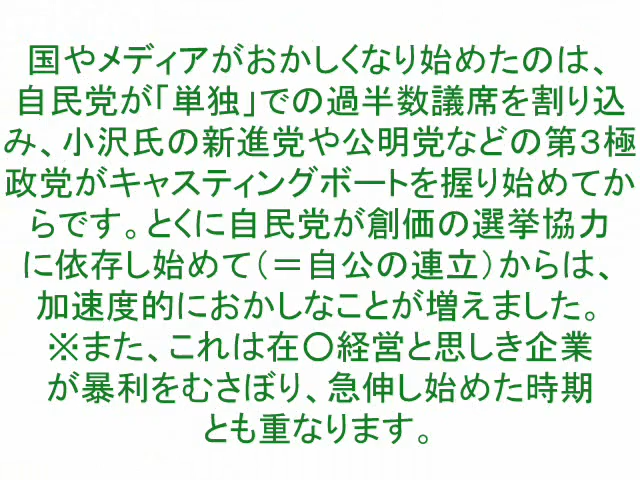 国やメディアがおかしくなり始めたのは、
自民党が「単独」での過半数議席を割り込
み、小沢氏の新進党や公明党などの第３極
政党がキャスティングボートを握り始めてか
らです。とくに自民党が創価の選挙協力
に依存し始めて（＝自公の連立）からは、
加速度的におかしなことが増えました。
※また、これは在〇経営と思しき企業
が暴利をむさぼり、急伸し始めた時期
とも重なります。